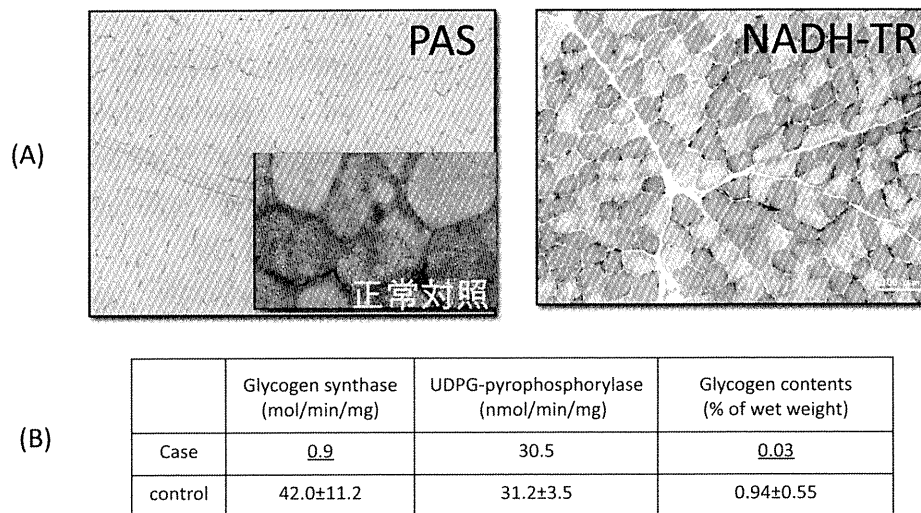 PAS
NADH-TR
(A)
正常対照
Glycogen synthase (mol/min/mg)
UDPG-pyrophosphorylase (nmol/min/mg)
Glycogen contents (% of wet weight)
(B)
Case 0.9 30.5 0.03
control 42.0±11.2 31.2±3.5 0.94±0.55